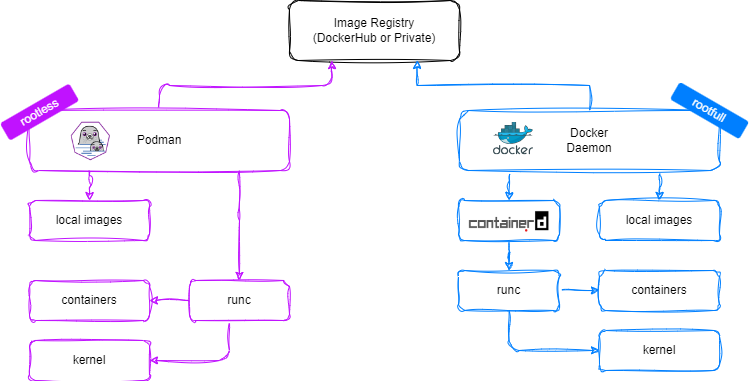 Image Registry
(DockerHub or Private)
rootless
Podman
rootfull
docker
Docker
Daemon
local images
containerd
local images
containers
runc
runc
containers
kernel
kernel